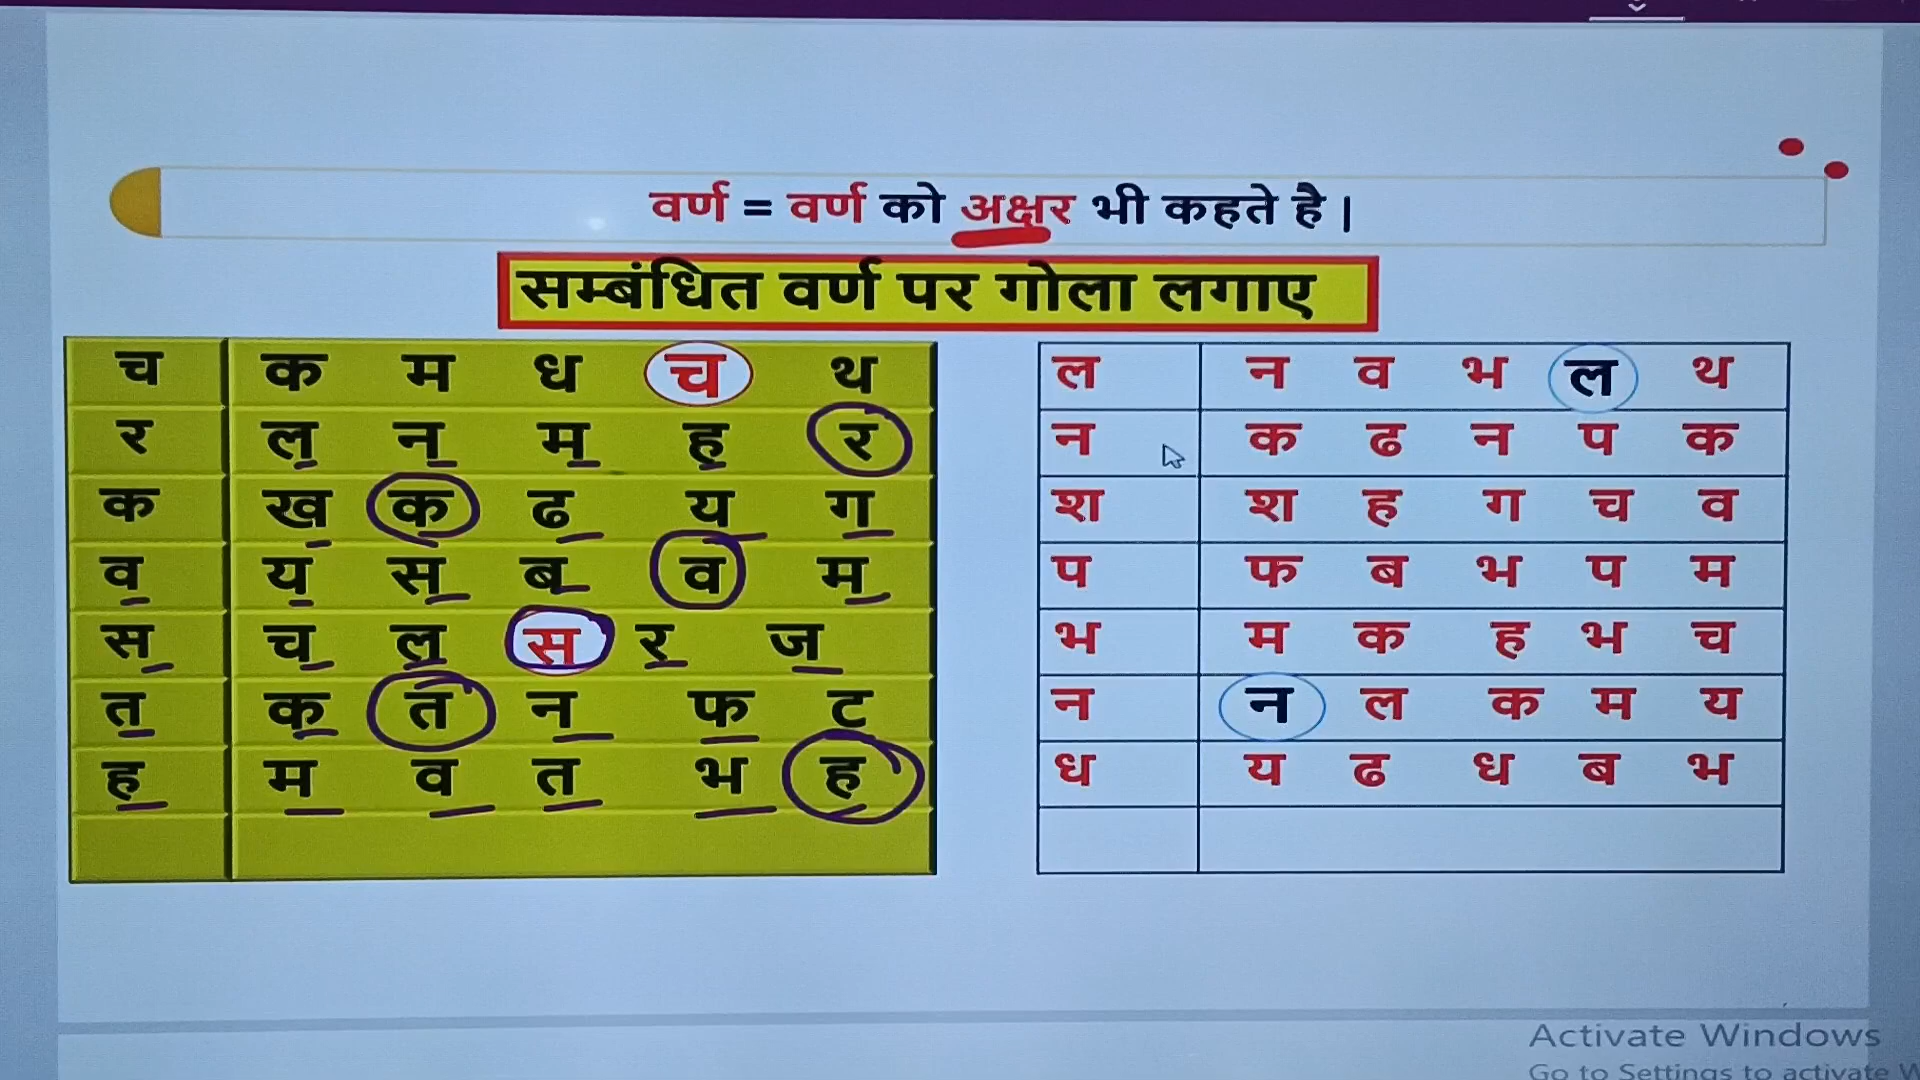 वर्ण = वर्ण को अक्षर भी कहते है |
सम्बंधित वर्ण पर गोला लगाए
च क म ध च थ
र ल न म ह र
क ख क ढ य ग
व य स ब व म
स च ल स र ज
त क त न फ ट
ह म व त भ ह
ल न व भ ल थ
न क ढ न प क
श श ह ग च व
प फ ब भ प म
भ म क ह भ च
न न ल क म य
ध य ढ ध ब भ
Activate Windows
Go to Settings to activate